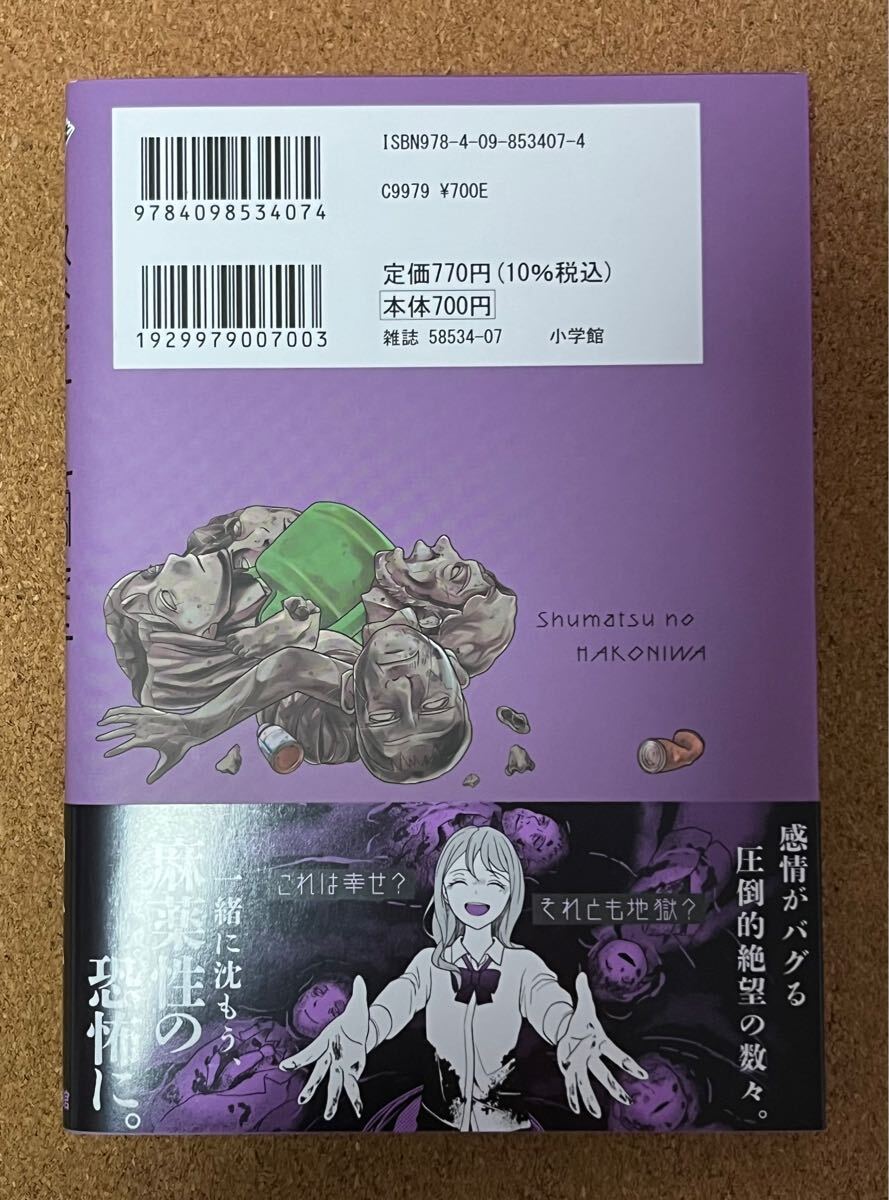 ISBN978-4-09-853407-4
C9979 ¥700E
9784098534074
定価770円(10%税込)
本体700円
雑誌 58534-07 小学館
1929979007003
Shumatsu no
HAKONIWA
感情がバグる
圧倒的絶望の数々。
それとも地獄?
これは幸せ?
一緒に沈もう、
麻薬性の
恐怖に。